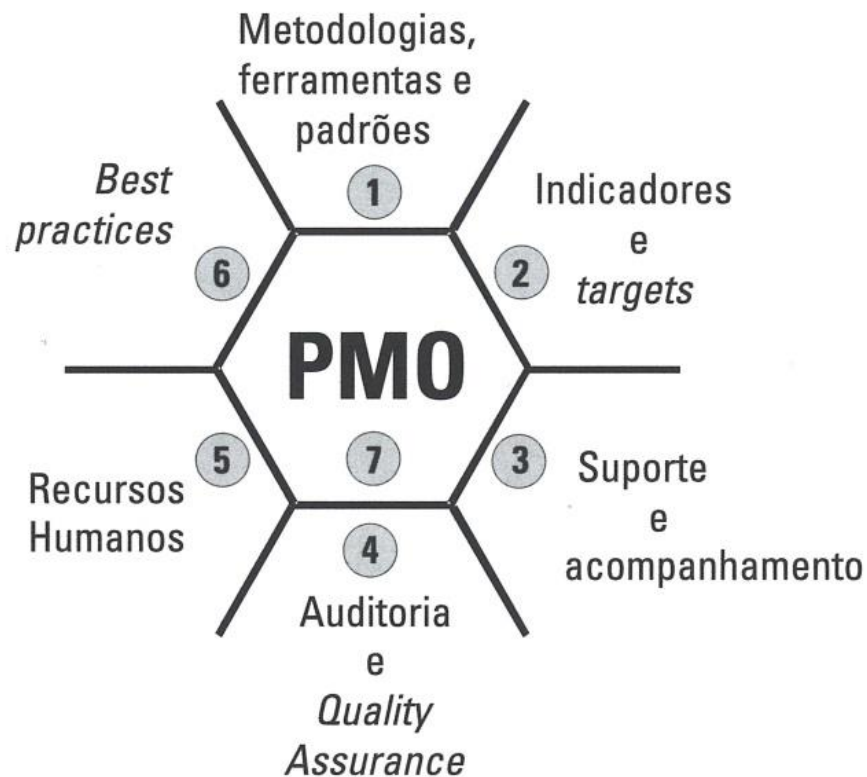 Metodologias,
ferramentas e
padrões
1
Indicadores
e
targets
2
Suporte
e
acompanhamento
3
Auditoria
e
Quality
Assurance
4
Recursos
Humanos
5
Best
practices
6
PMO
7